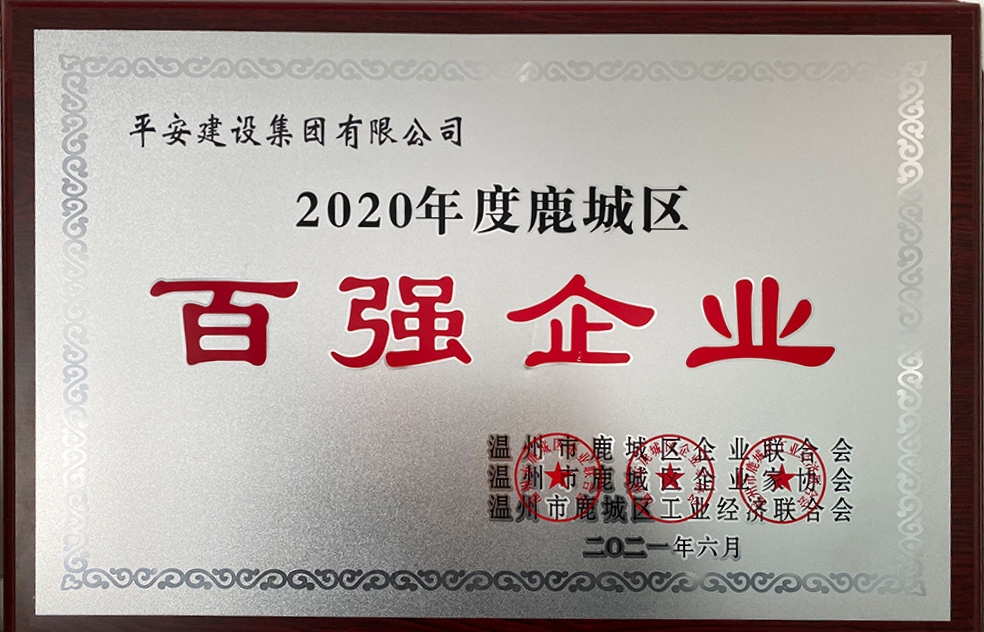 平安建设集团有限公司
2020年度鹿城区
百强企业
温州市鹿城区企业联合会
温州市鹿城区企业家协会
温州市鹿城区工业经济联合会
二〇二一年六月